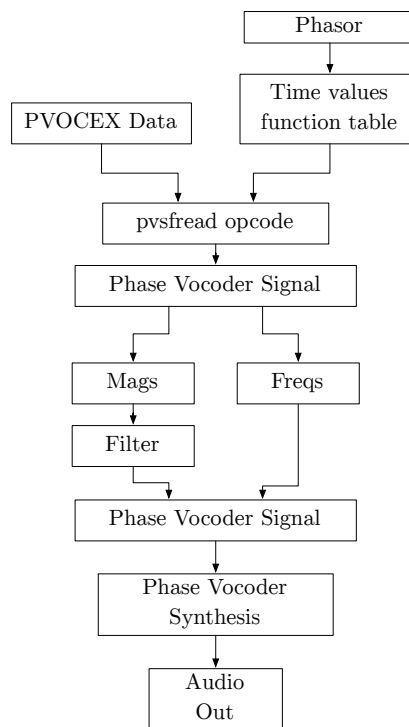 Phasor
Time values
function table
PVOCEX Data
pvsfread opcode
Phase Vocoder Signal
Mags
Freqs
Filter
Phase Vocoder Signal
Phase Vocoder
Synthesis
Audio
Out